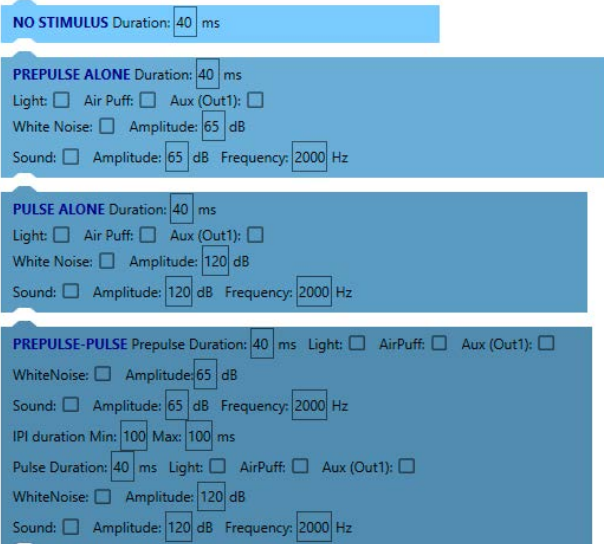 NO STIMULUS Duration: 40 ms
PREPULSE ALONE Duration: 40 ms
Light: Air Puff: Aux (Out1):
White Noise: Amplitude: 65 dB
Sound: Amplitude: 65 dB Frequency: 2000 Hz
PULSE ALONE Duration: 40 ms
Light: Air Puff: Aux (Out1):
White Noise: Amplitude: 120 dB
Sound: Amplitude: 120 dB Frequency: 2000 Hz
PREPULSE-PULSE Prepulse Duration: 40 ms Light: AirPuff: Aux (Out1):
WhiteNoise: Amplitude: 65 dB
Sound: Amplitude: 65 dB Frequency: 2000 Hz
IPI duration Min: 100 Max: 100 ms
Pulse Duration: 40 ms Light: AirPuff: Aux (Out1):
WhiteNoise: Amplitude: 120 dB
Sound: Amplitude: 120 dB Frequency: 2000 Hz